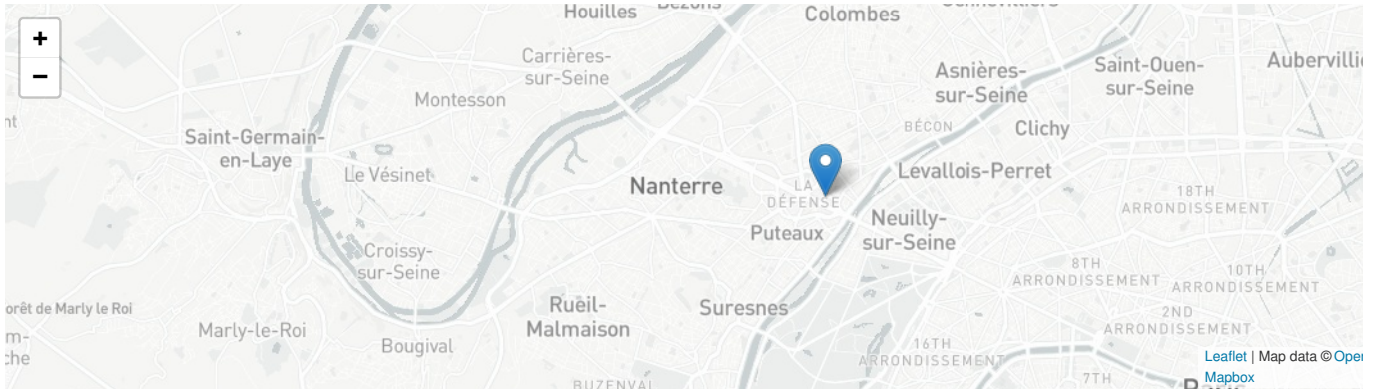 +
−
Houilles
Colombes
Carrières-
sur-Seine
Asnières-
sur-Seine
Saint-Ouen-
sur-Seine
Montesson
BÉCON
Clichy
Saint-Germain-
en-Laye
Le Vésinet
Nanterre
LA
DÉFENSE
Levallois-Perret
18TH
ARRONDISSEMENT
Puteaux
Neuilly-
sur-Seine
Croissy-
sur-Seine
8TH
ARRONDISSEMENT
10TH
ARRONDISSEMENT
orêt de Marly le Roi
Rueil-
Malmaison
Suresnes
Marly-le-Roi
Bougival
2ND
ARRONDISSEMENT
16TH
ARRONDISSEMENT
7TH
BUZENVAL
Leaflet | Map data © Open
Mapbox